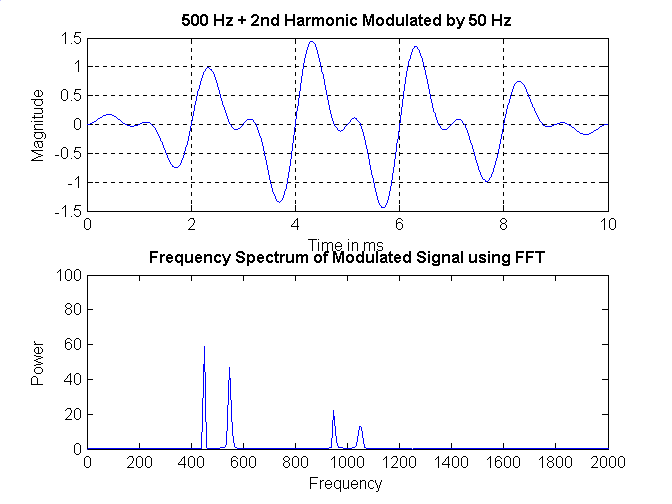 500 Hz + 2nd Harmonic Modulated by 50 Hz
1.5
1
0.5
0
-0.5
-1
-1.5
Magnitude
0 2 4 6 8 10
Time in ms
Frequency Spectrum of Modulated Signal using FFT
100
80
60
40
20
0
Power
0 200 400 600 800 1000 1200 1400 1600 1800 2000
Frequency